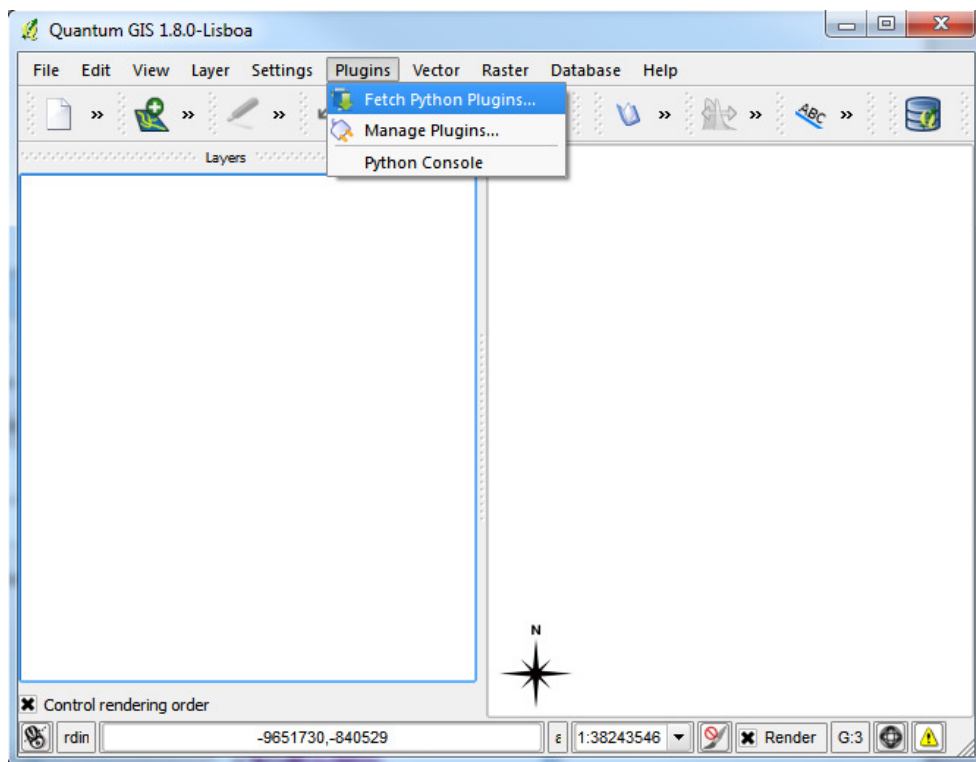 Quantum GIS 1.8.0-Lisboa
File Edit View Layer Settings Plugins Vector Raster Database Help
Fetch Python Plugins...
» » » » » ABC »
Manage Plugins...
Layers
Python Console
N
Control rendering order
rdin -9651730,-840529 ε 1:38243546 Render G:3